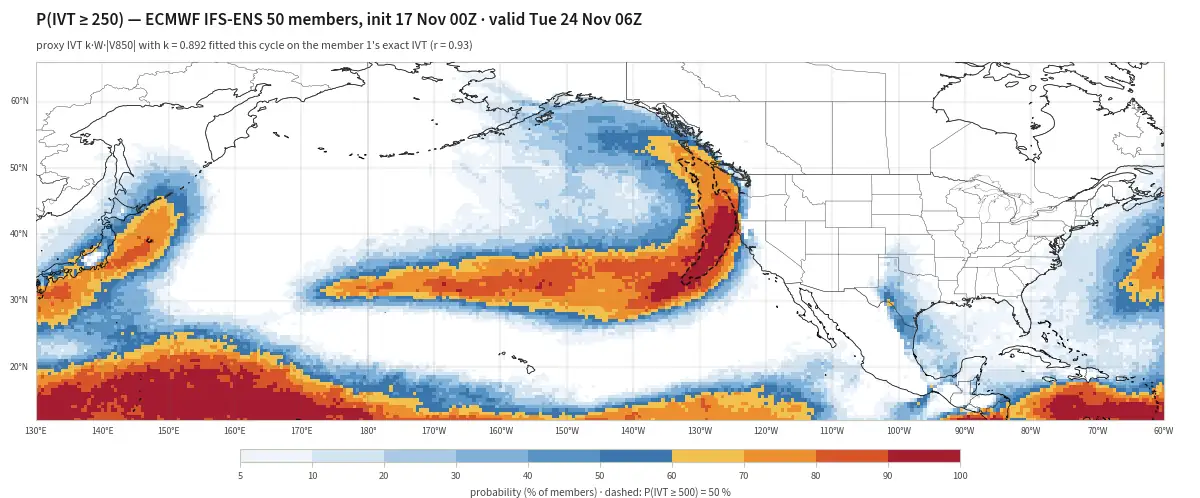 P(IVT ≥ 250) — ECMWF IFS-ENS 50 members, init 17 Nov 00Z · valid Tue 24 Nov 06Z
proxy IVT k·W·|V850| with k = 0.892 fitted this cycle on the member 1's exact IVT (r = 0.93)
60°N
50°N
40°N
30°N
20°N
130°E 140°E 150°E 160°E 170°E 180° 170°W 160°W 150°W 140°W 130°W 120°W 110°W 100°W 90°W 80°W 70°W 60°W
5 10 20 30 40 50 60 70 80 90 100
probability (% of members) · dashed: P(IVT ≥ 500) = 50 %